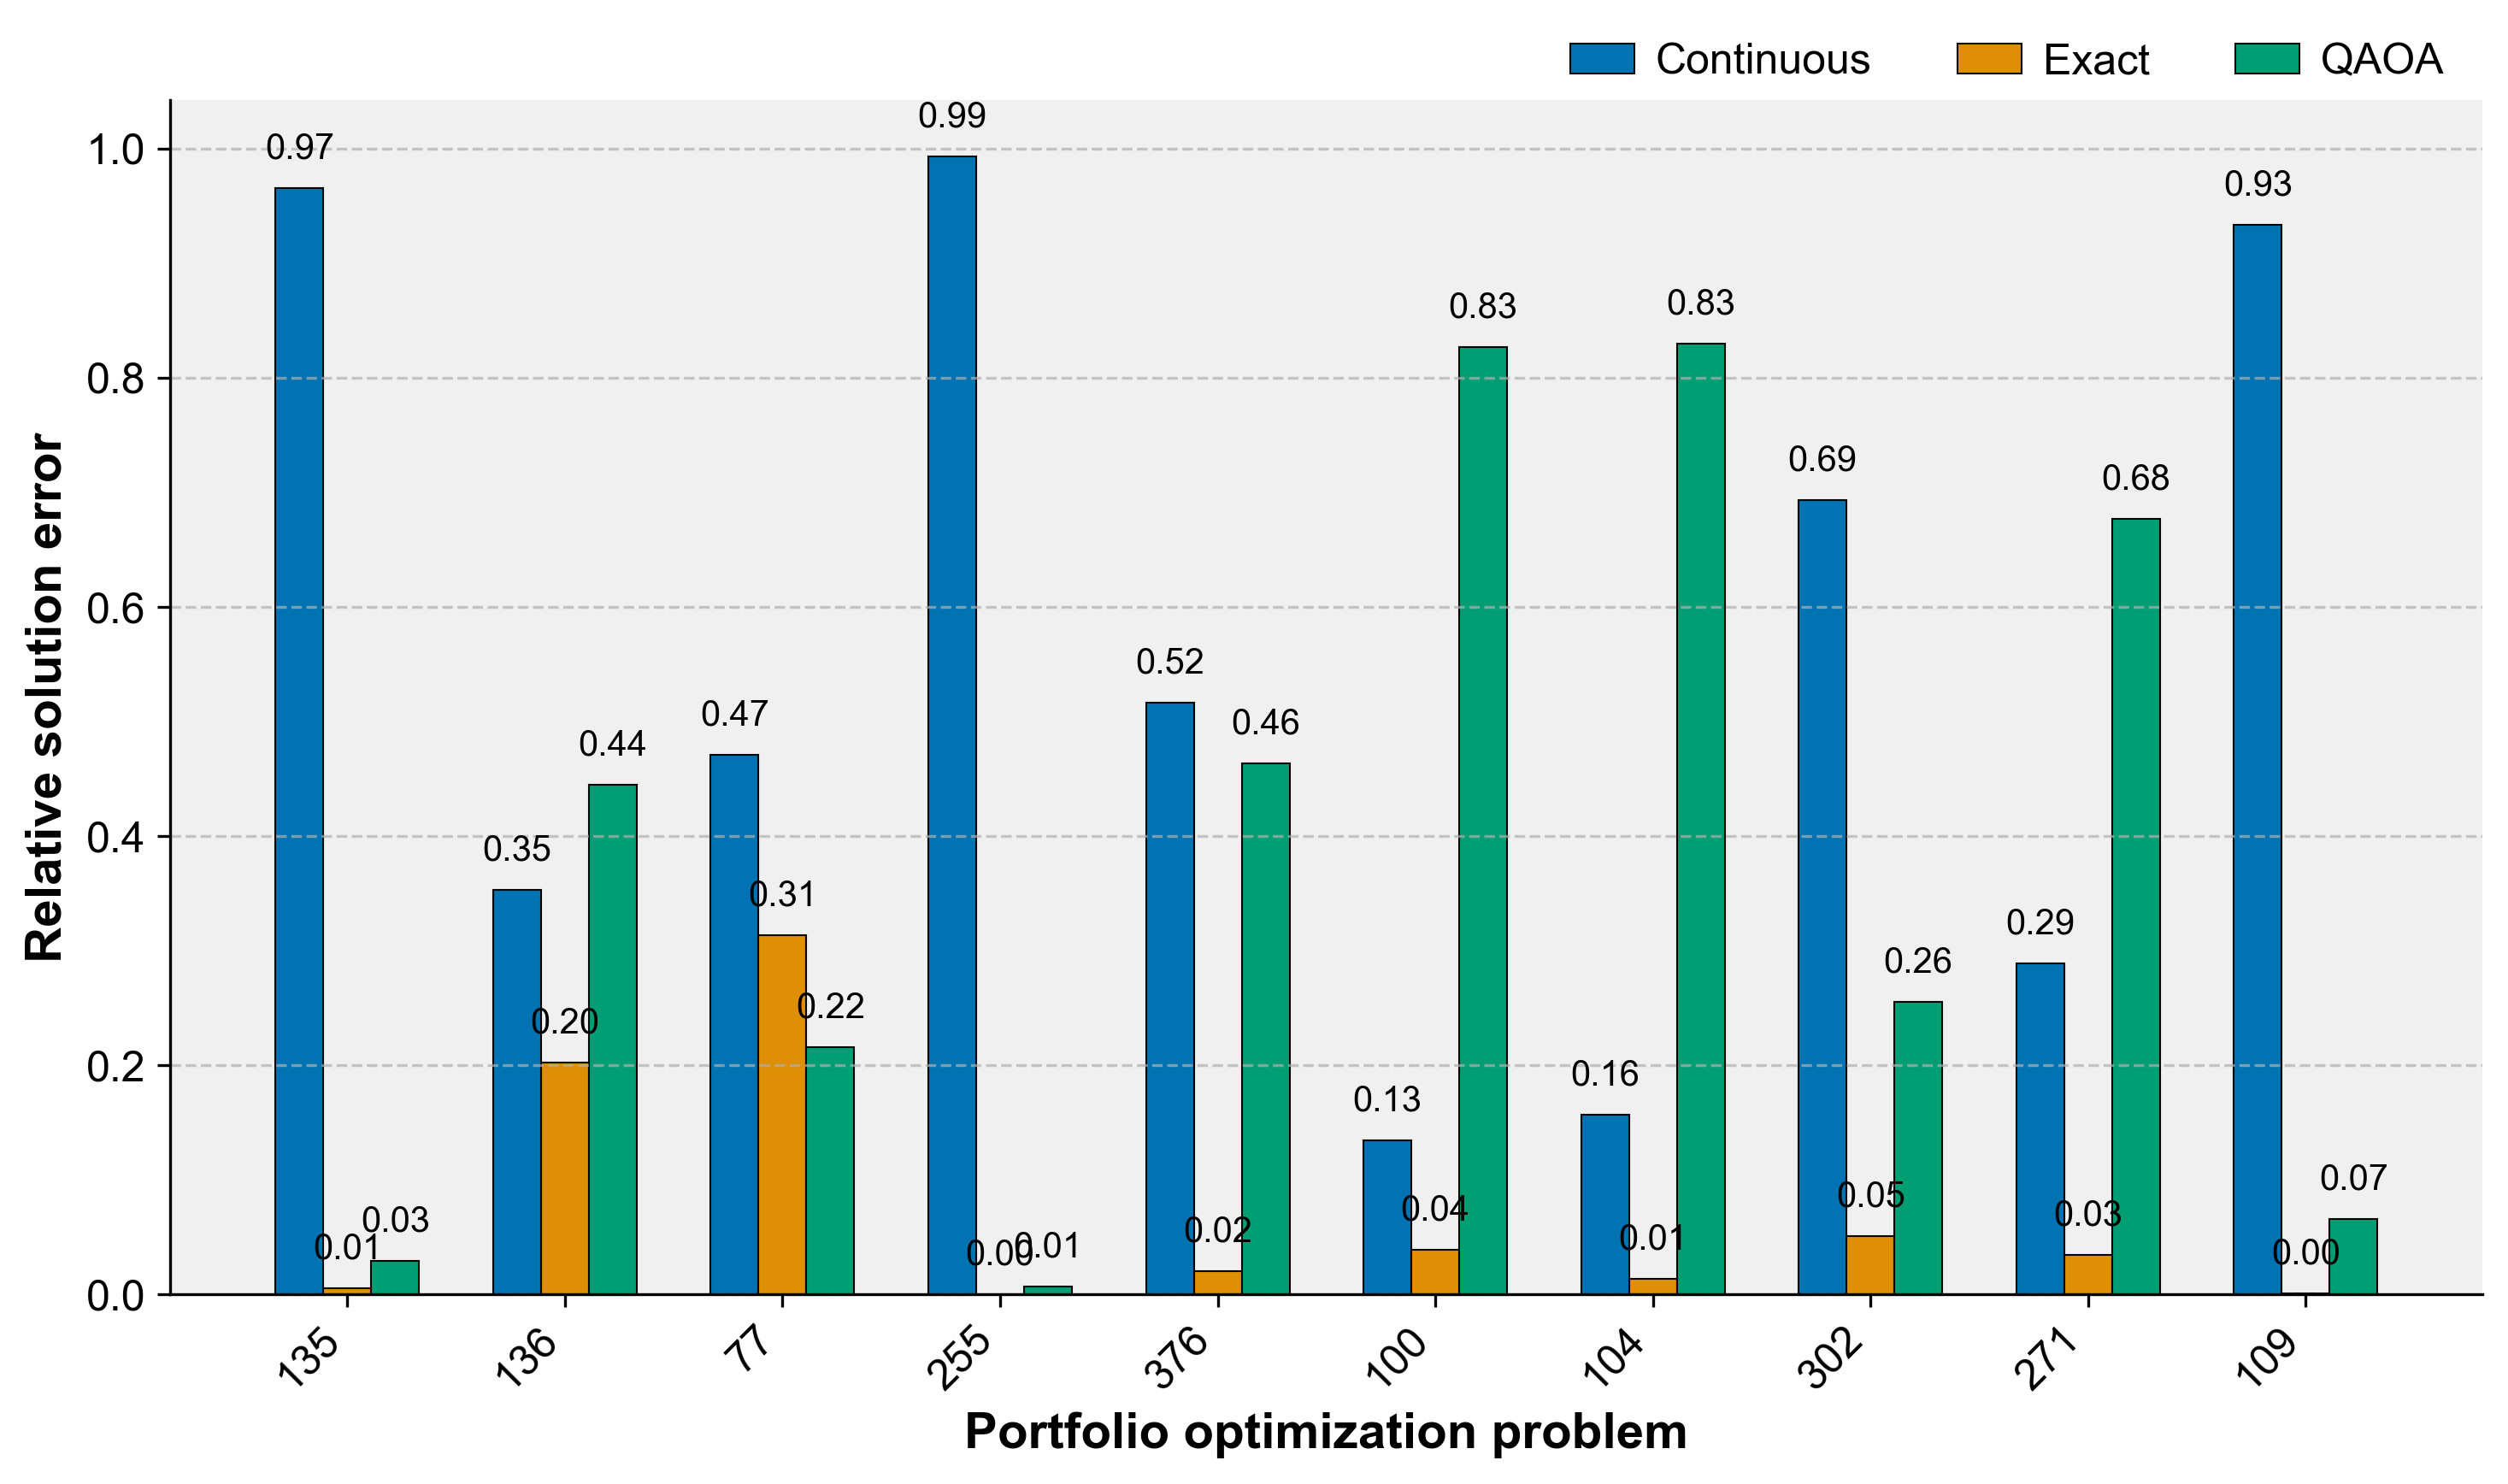 Continuous Exact QAOA
Relative solution error
1.0
0.8
0.6
0.4
0.2
0.0
0.97 0.01 0.03
0.35 0.20 0.44
0.47 0.31 0.22
0.99 0.00 0.01
0.52 0.02 0.46
0.13 0.04 0.83
0.16 0.01 0.83
0.69 0.05 0.26
0.29 0.03 0.68
0.93 0.00 0.07
135 136 77 255 376 100 104 302 271 109
Portfolio optimization problem